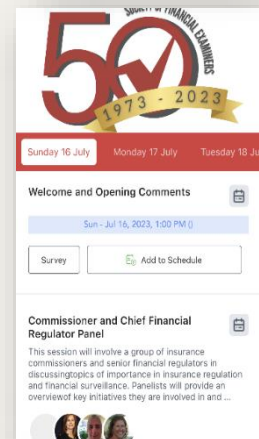 SOCIETY OF FINANCIAL EXAMINERS
50
1973 - 2023
Sunday 16 July Monday 17 July Tuesday 18 Ju
Welcome and Opening Comments
Sun - Jul 16, 2023, 1:00 PM ()
Survey
Add to Schedule
Commissioner and Chief Financial
Regulator Panel
This session will involve a group of insurance
commissioners and senior financial regulators in
discussingtopics of importance in insurance regulation
and financial surveillance. Panelists will provide an
overviewof key initiatives they are involved in and ...